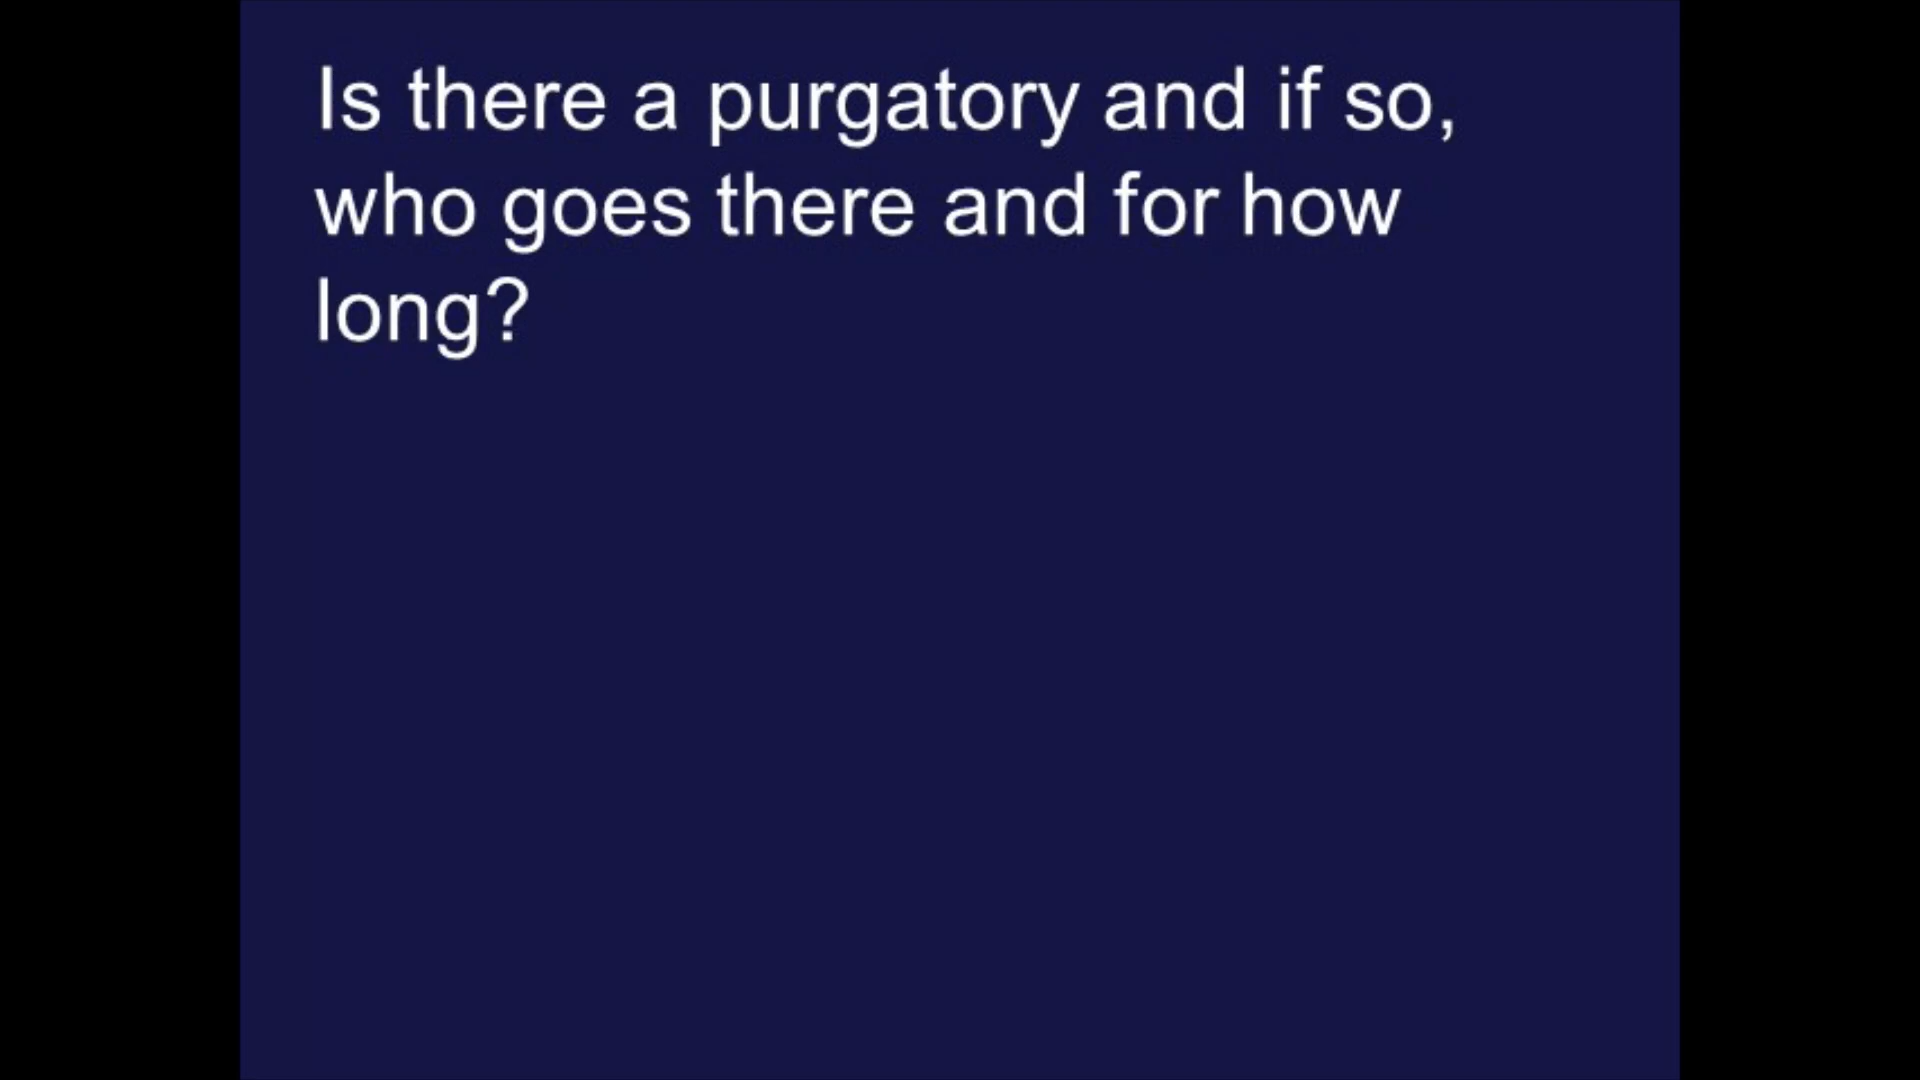 Is there a purgatory and if so,
who goes there and for how
long?